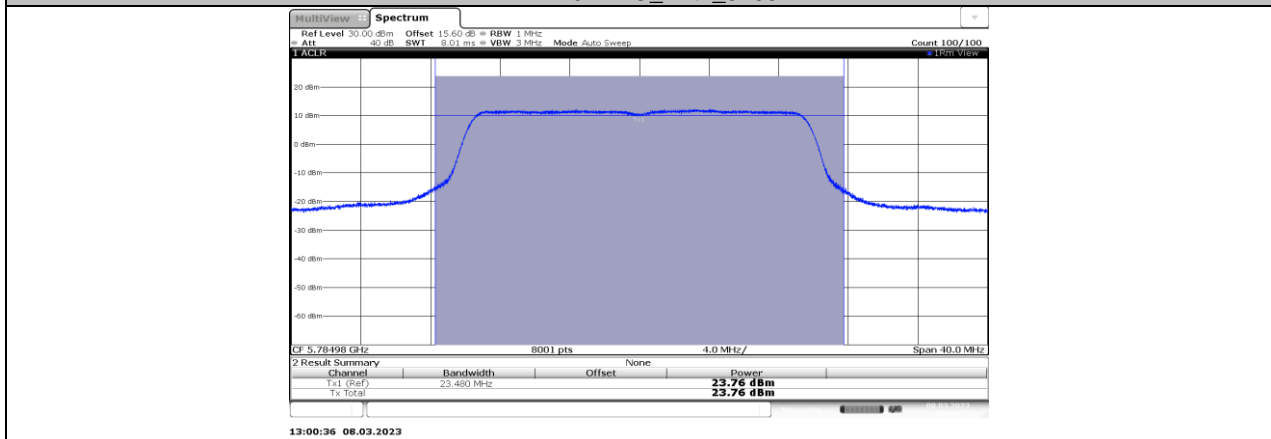 MultiView Spectrum
Ref Level 30.00 dBm Offset 15.60 dB RBW 1 MHz
Att 40 dB SWT 8.01 ms VBW 3 MHz Mode Auto Sweep Count 100/100
1 ACLR 1Rm View
20 dBm
10 dBm
0 dBm
-10 dBm
-20 dBm
-30 dBm
-40 dBm
-50 dBm
-60 dBm
CF 5.78498 GHz 8001 pts 4.0 MHz/ Span 40.0 MHz
2 Result Summary None
Channel Bandwidth Offset Power
Tx1 (Ref) 23.480 MHz 23.76 dBm
Tx Total 23.76 dBm
13:00:36 08.03.2023